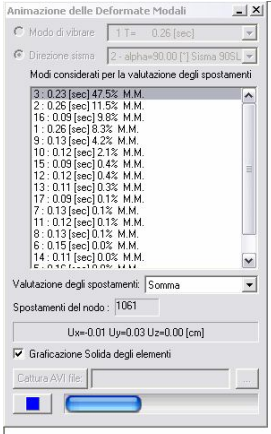 Animazione delle Deformate Modali
Modo di vibrare
1 T= 0.26 [sec]
Direzione sisma
2 - alpha=90.00 [°] Sisma 90SL
Modi considerati per la valutazione degli spostamenti
3 : 0.23 [sec] 47.5% M.M.
2 : 0.26 [sec] 11.5% M.M.
16 : 0.09 [sec] 9.8% M.M.
1 : 0.26 [sec] 8.3% M.M.
9 : 0.13 [sec] 4.2% M.M.
10 : 0.12 [sec] 2.1% M.M.
15 : 0.09 [sec] 0.4% M.M.
12 : 0.12 [sec] 0.4% M.M.
13 : 0.11 [sec] 0.3% M.M.
17 : 0.09 [sec] 0.1% M.M.
7 : 0.13 [sec] 0.1% M.M.
11 : 0.12 [sec] 0.1% M.M.
8 : 0.13 [sec] 0.1% M.M.
6 : 0.15 [sec] 0.0% M.M.
14 : 0.11 [sec] 0.0% M.M.
5 : 0.16 [sec] 0.0% M.M.
Valutazione degli spostamenti: Somma
Spostamenti del nodo : 1061
Ux=-0.01 Uy=0.03 Uz=0.00 [cm]
Graficazione Solida degli elementi
Cattura AVI file:
...